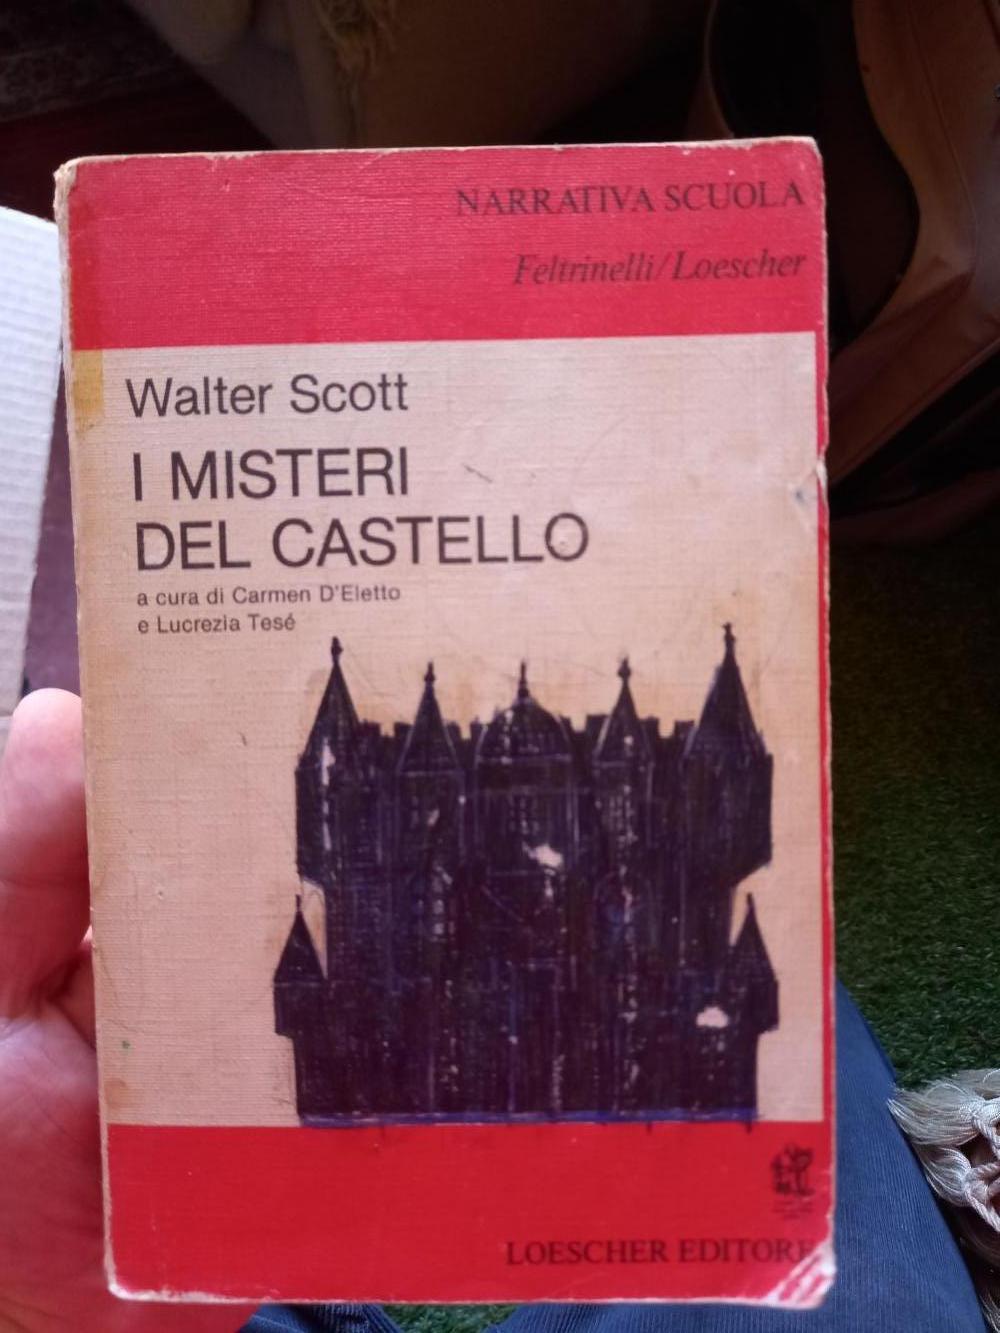 NARRATIVA SCUOLA
Feltrinelli/Loescher
Walter Scott
I MISTERI
DEL CASTELLO
a cura di Carmen D'Eletto
e Lucrezia Tesé
LOESCHER EDITORE